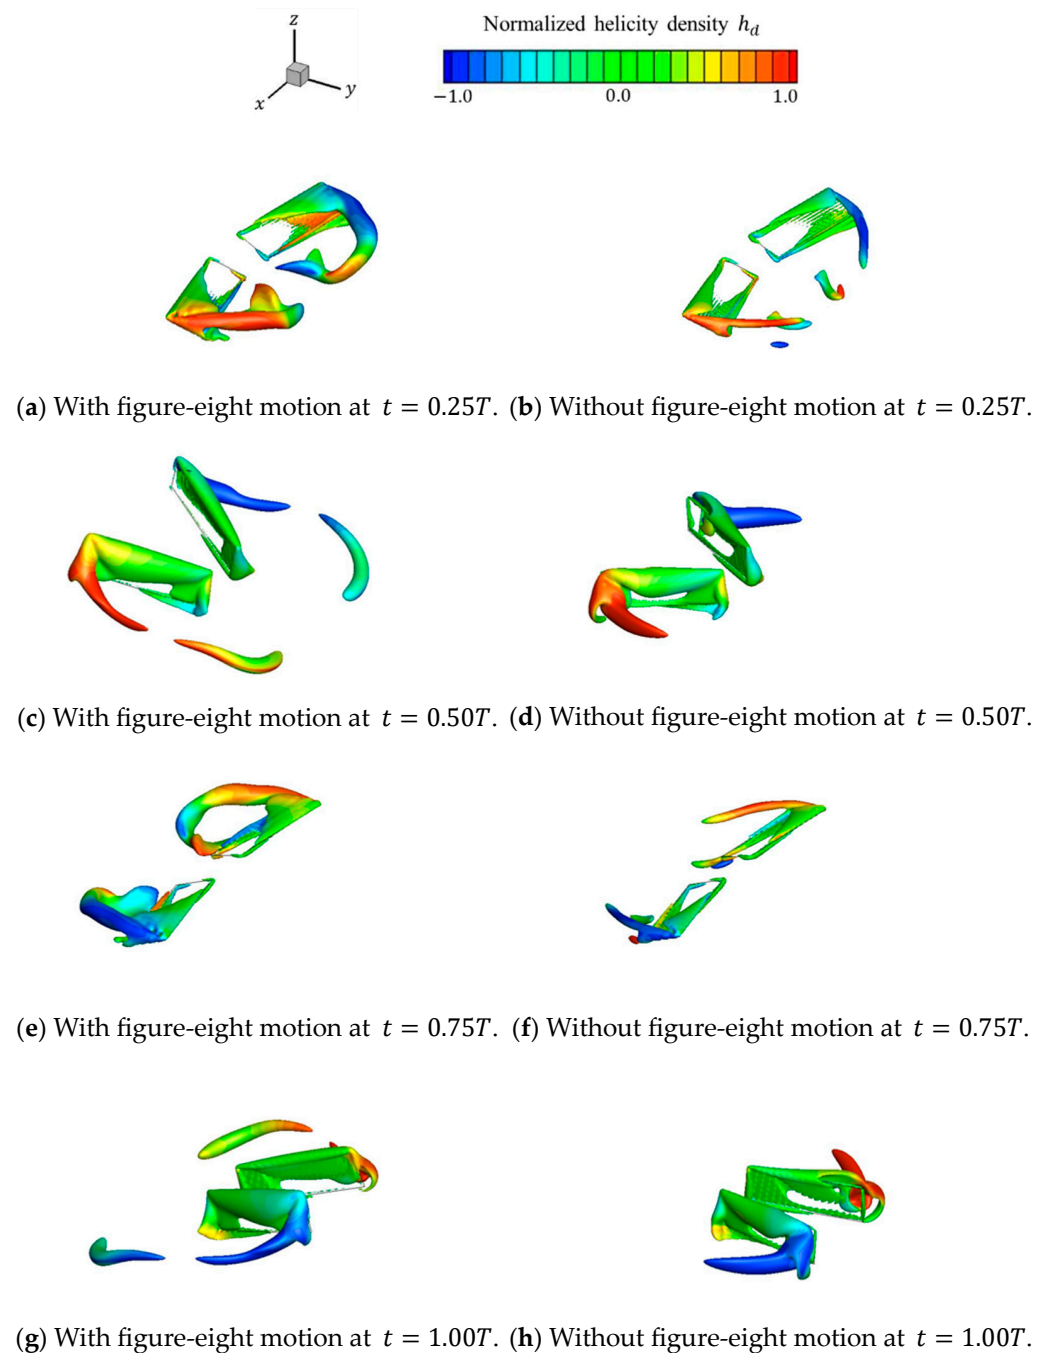 z
Normalized helicity density h_d
x
y
−1.0
0.0
1.0
(a) With figure-eight motion at t = 0.25T. (b) Without figure-eight motion at t = 0.25T.
(c) With figure-eight motion at t = 0.50T. (d) Without figure-eight motion at t = 0.50T.
(e) With figure-eight motion at t = 0.75T. (f) Without figure-eight motion at t = 0.75T.
(g) With figure-eight motion at t = 1.00T. (h) Without figure-eight motion at t = 1.00T.